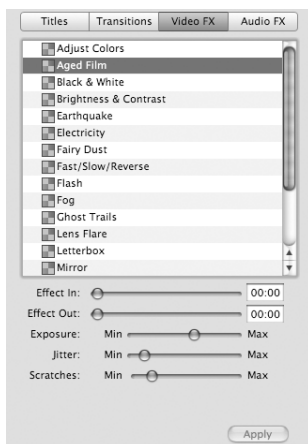 Titles Transitions Video FX Audio FX
Adjust Colors
Aged Film
Black & White
Brightness & Contrast
Earthquake
Electricity
Fairy Dust
Fast/Slow/Reverse
Flash
Fog
Ghost Trails
Lens Flare
Letterbox
Mirror
Effect In: 00:00
Effect Out: 00:00
Exposure: Min Max
Jitter: Min Max
Scratches: Min Max
Apply